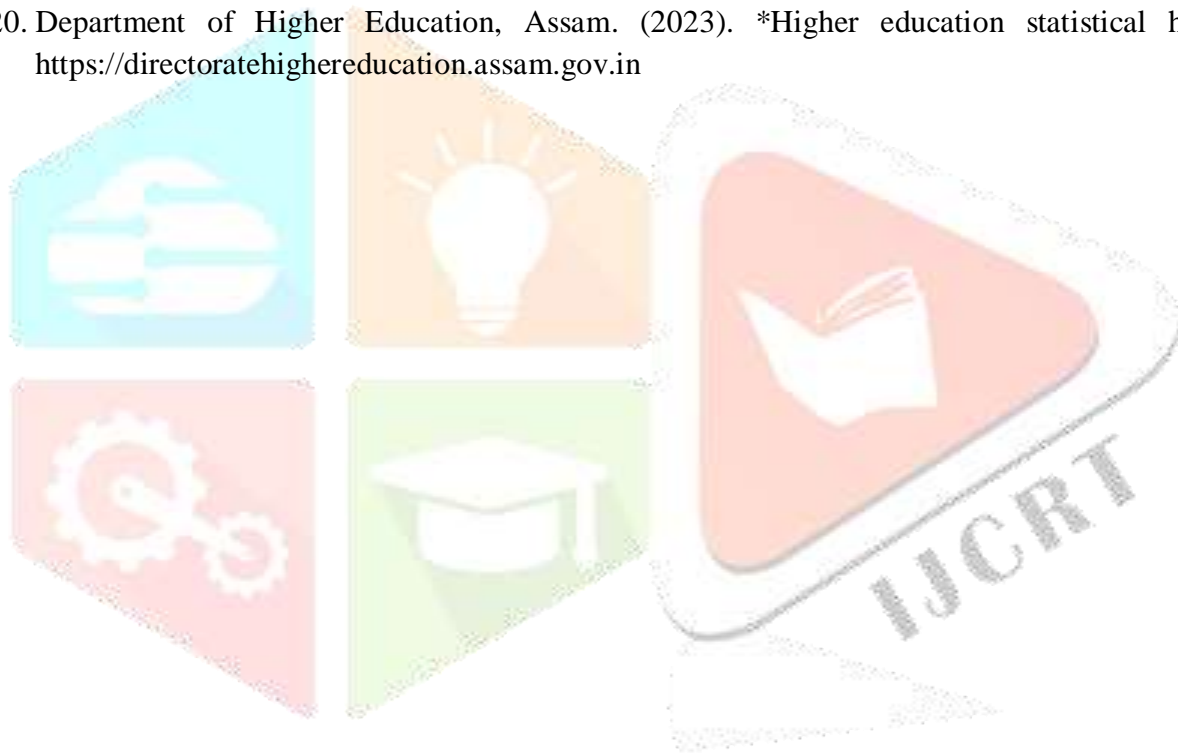 20. Department of Higher Education, Assam. (2023). *Higher education statistical
https://directoratehighereducation.assam.gov.in
IJCRT